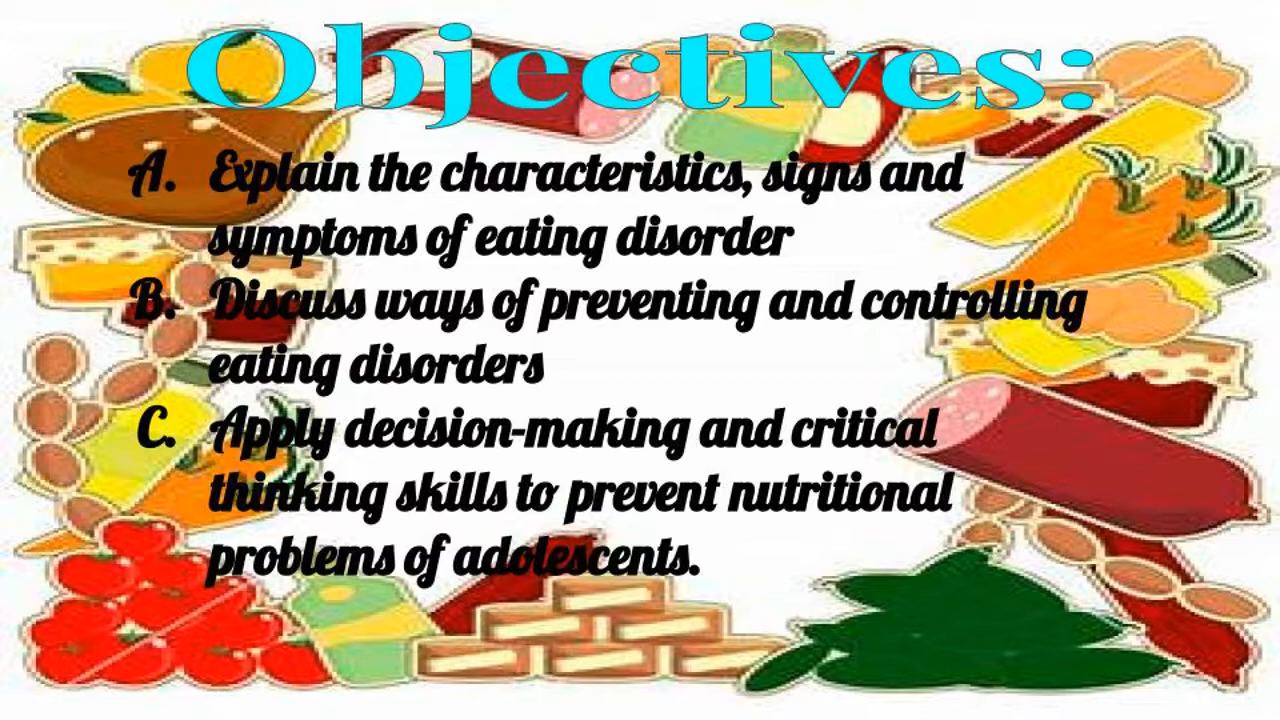 Objectives:
A. Explain the characteristics, signs and
symptoms of eating disorder
B. Discuss ways of preventing and controlling
eating disorders
C. Apply decision-making and critical
thinking skills to prevent nutritional
problems of adolescents.